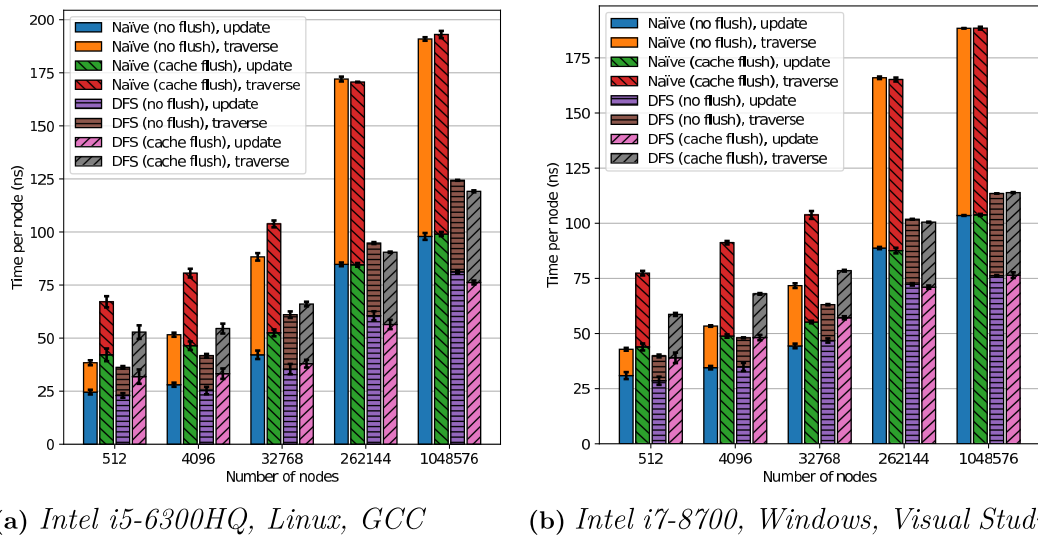 200
175
150
125
100
75
50
25
0
Time per node (ns)
Naïve (no flush), update
Naïve (no flush), traverse
Naïve (cache flush), update
Naïve (cache flush), traverse
DFS (no flush), update
DFS (no flush), traverse
DFS (cache flush), update
DFS (cache flush), traverse
512 4096 32768 262144 1048576
Number of nodes
175
150
125
100
75
50
25
0
Time per node (ns)
Naïve (no flush), update
Naïve (no flush), traverse
Naïve (cache flush), update
Naïve (cache flush), traverse
DFS (no flush), update
DFS (no flush), traverse
DFS (cache flush), update
DFS (cache flush), traverse
512 4096 32768 262144 1048576
Number of nodes
(a) Intel i5-6300HQ, Linux, GCC
(b) Intel i7-8700, Windows, Visual Stud